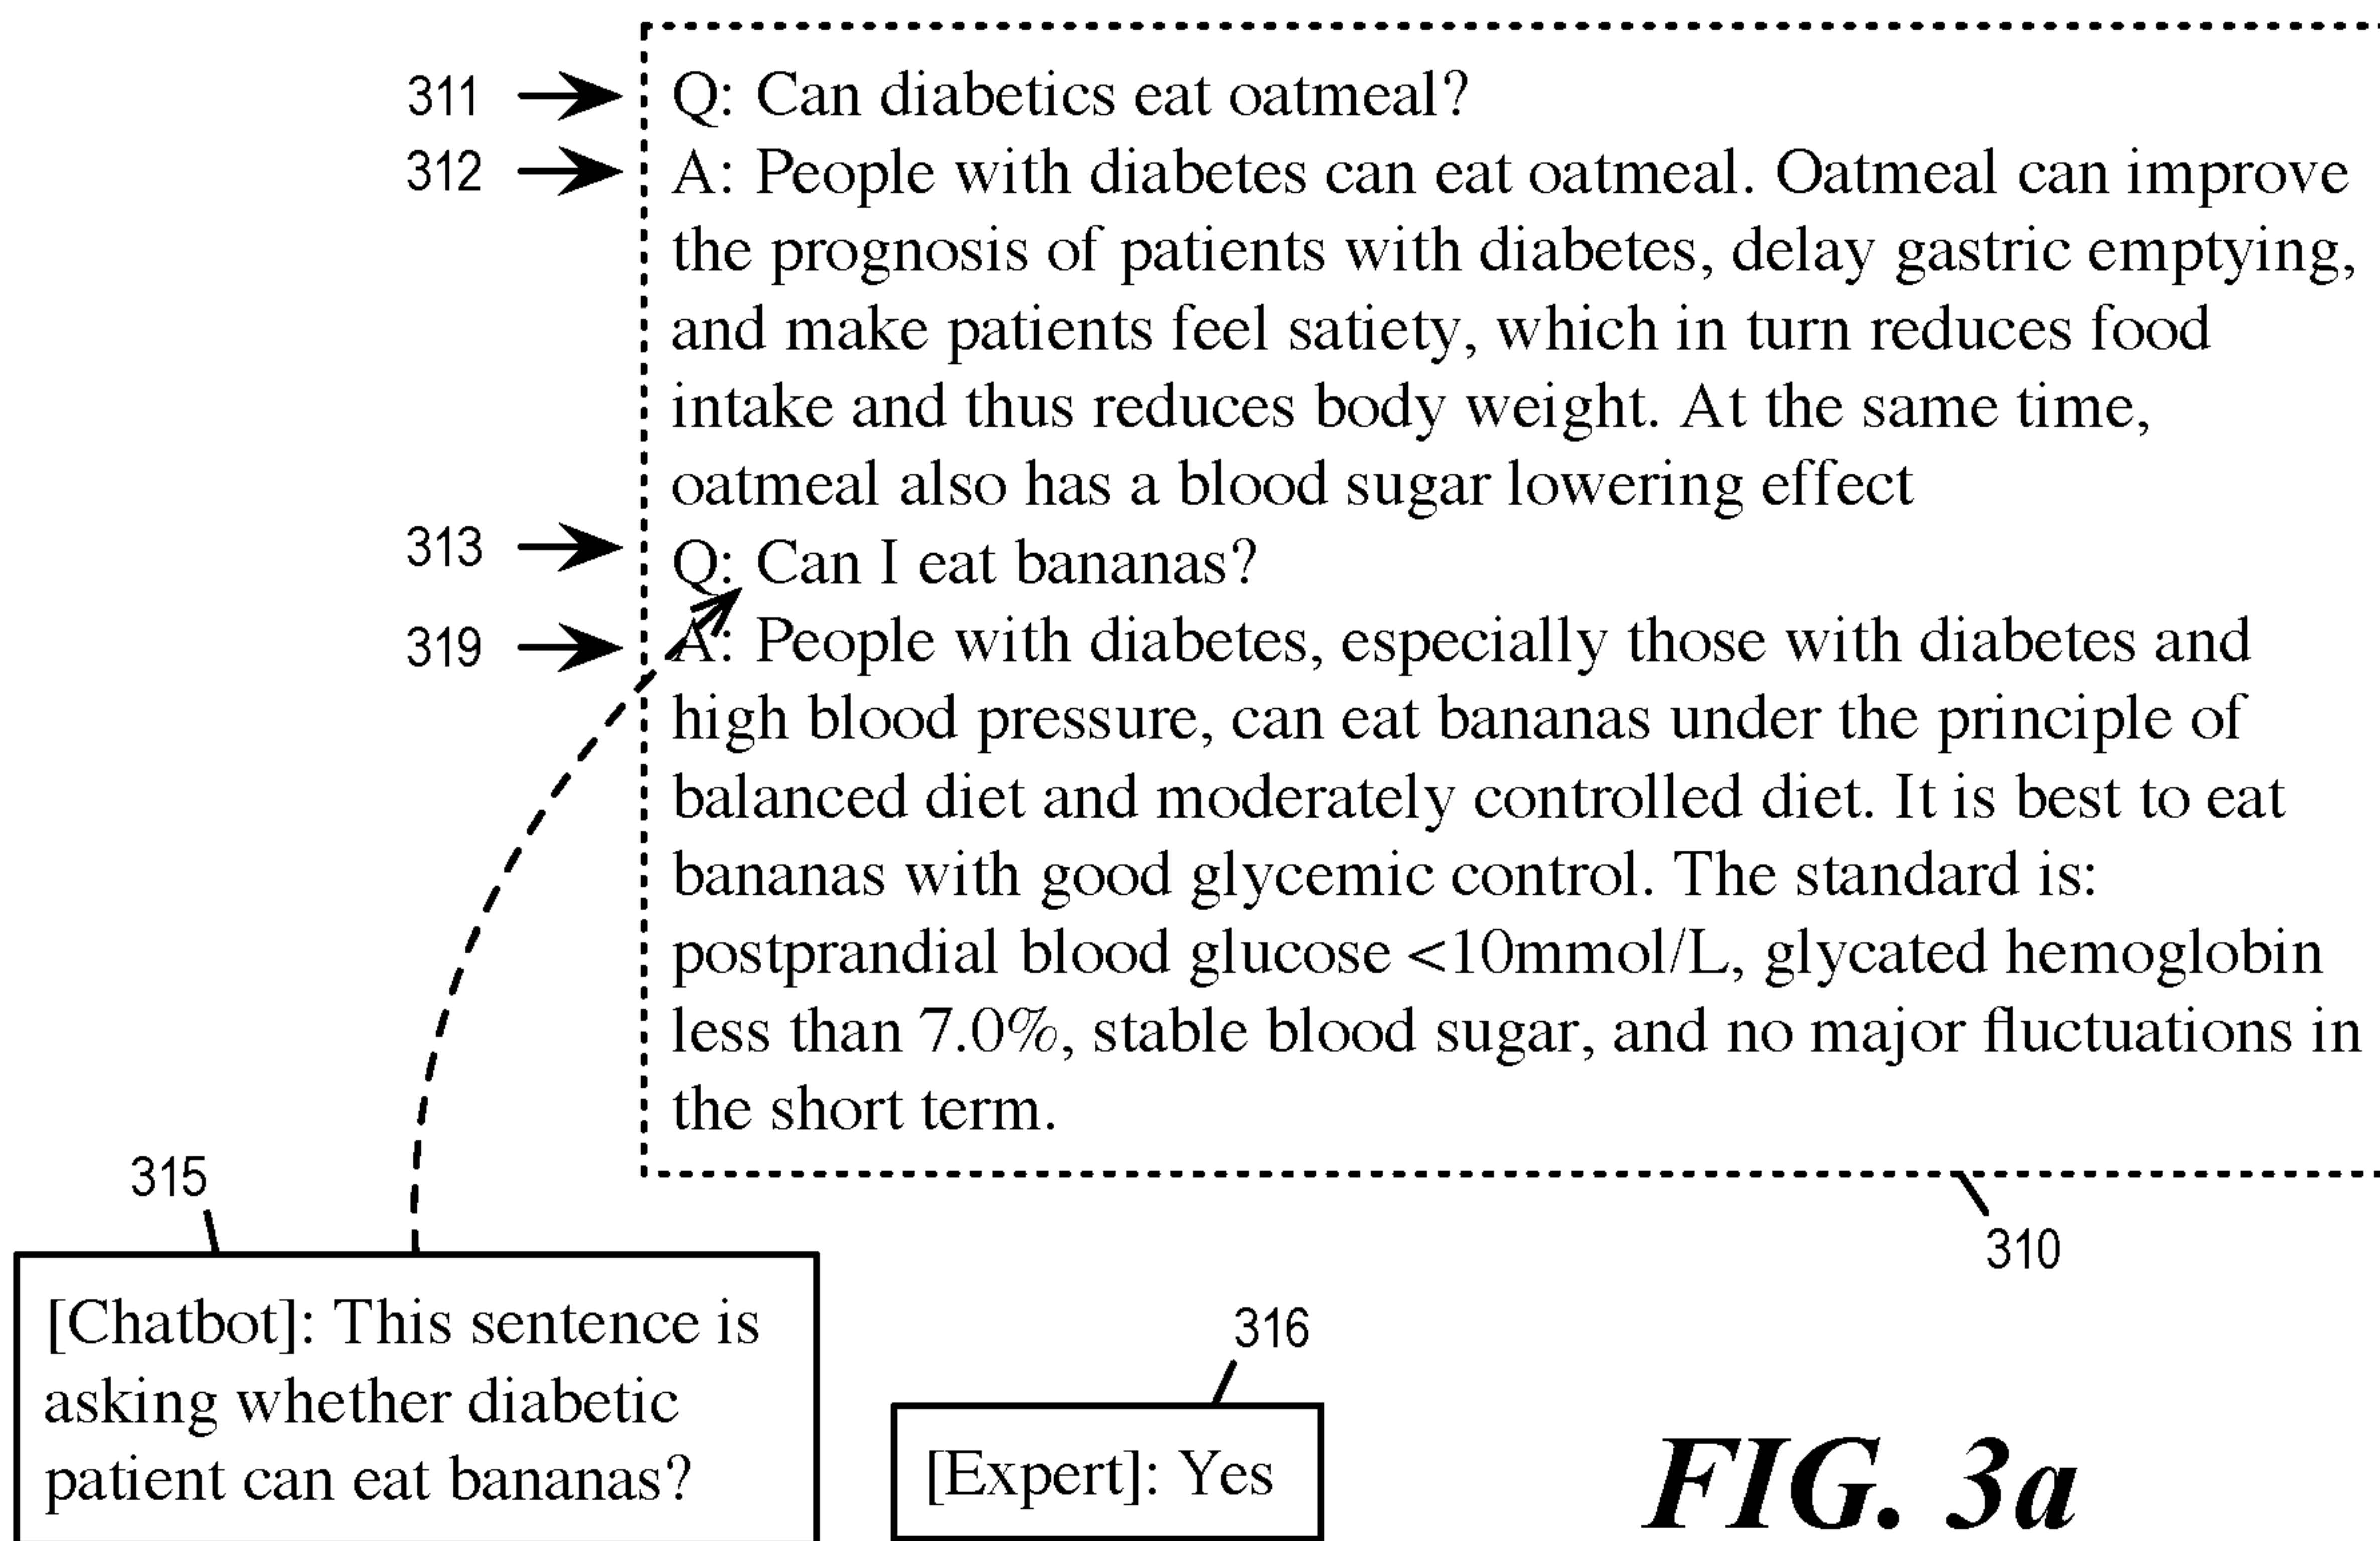 311
Q: Can diabetics eat oatmeal?
312
A: People with diabetes can eat oatmeal. Oatmeal can improve
the prognosis of patients with diabetes, delay gastric emptying,
and make patients feel satiety, which in turn reduces food
intake and thus reduces body weight. At the same time,
oatmeal also has a blood sugar lowering effect
313
Q: Can I eat bananas?
319
A: People with diabetes, especially those with diabetes and
high blood pressure, can eat bananas under the principle of
balanced diet and moderately controlled diet. It is best to eat
bananas with good glycemic control. The standard is:
postprandial blood glucose <10mmol/L, glycated hemoglobin
less than 7.0%, stable blood sugar, and no major fluctuations in
the short term.
310
315
[Chatbot]: This sentence is
asking whether diabetic
patient can eat bananas?
316
[Expert]: Yes
FIG. 3a